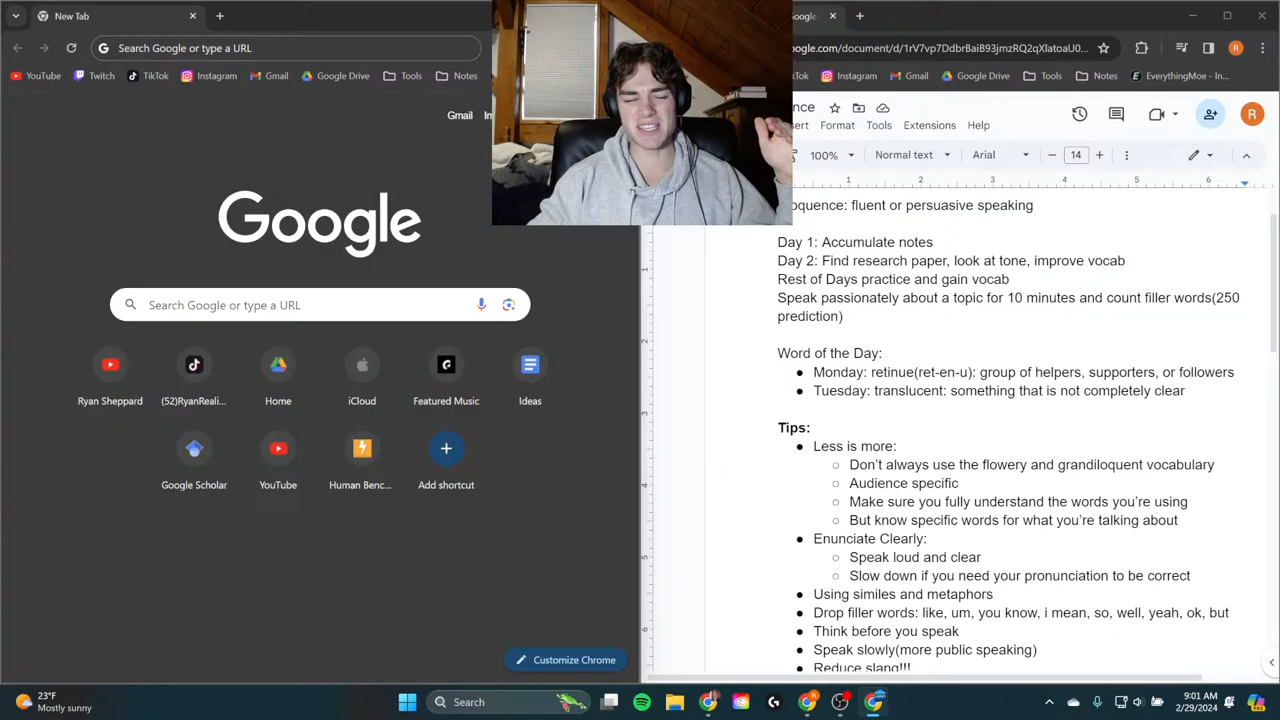 New Tab
Google
Search Google or type a URL
google.com/document/d/1rV7vp7DdbrBaiB93jmzRQ2qXlatoaU0...
YouTube
Twitch
TikTok
Instagram
Gmail
Google Drive
Tools
Notes
Instagram
Gmail
Google Drive
Tools
Notes
EverythingMoe - In...
Gmail
Format
Tools
Extensions
Help
100%
Normal text
Arial
14
1
2
3
4
5
6
Google
Search Google or type a URL
Ryan Sheppard
(52)RyanReali...
Home
iCloud
Featured Music
Ideas
Google Scholar
YouTube
Human Benc...
Add shortcut
Customize Chrome
oquence: fluent or persuasive speaking
Day 1: Accumulate notes
Day 2: Find research paper, look at tone, improve vocab
Rest of Days practice and gain vocab
Speak passionately about a topic for 10 minutes and count filler words(250
prediction)
Word of the Day:
Monday: retinue(ret-en-u): group of helpers, supporters, or followers
Tuesday: translucent: something that is not completely clear
Tips:
Less is more:
Don't always use the flowery and grandiloquent vocabulary
Audience specific
Make sure you fully understand the words you're using
But know specific words for what you're talking about
Enunciate Clearly:
Speak loud and clear
Slow down if you need your pronunciation to be correct
Using similes and metaphors
Drop filler words: like, um, you know, i mean, so, well, yeah, ok, but
Think before you speak
Speak slowly(more public speaking)
Reduce slang!!!
23°F
Mostly sunny
Search
9:01 AM
2/29/2024